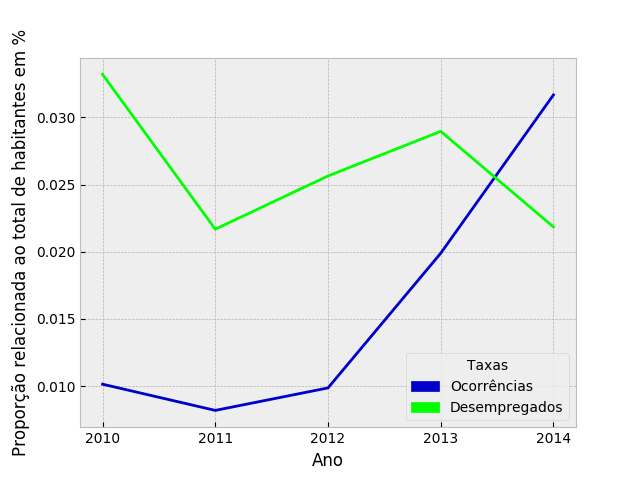 Proporção relacionada ao total de habitantes em %
0.030
0.025
0.020
0.015
0.010
Taxas
Ocorrências
Desempregados
2010 2011 2012 2013 2014
Ano